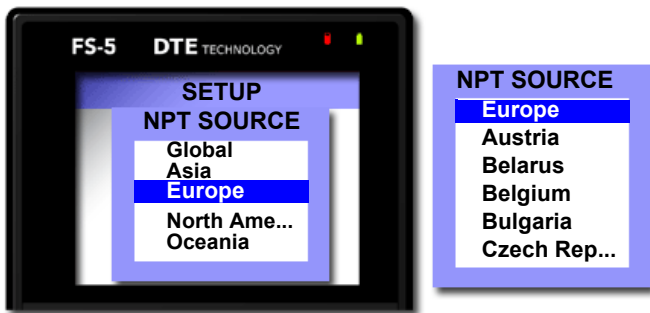 FS-5 DTE TECHNOLOGY
SETUP
NPT SOURCE
Global
Asia
Europe
North Ame...
Oceania
NPT SOURCE
Europe
Austria
Belarus
Belgium
Bulgaria
Czech Rep...